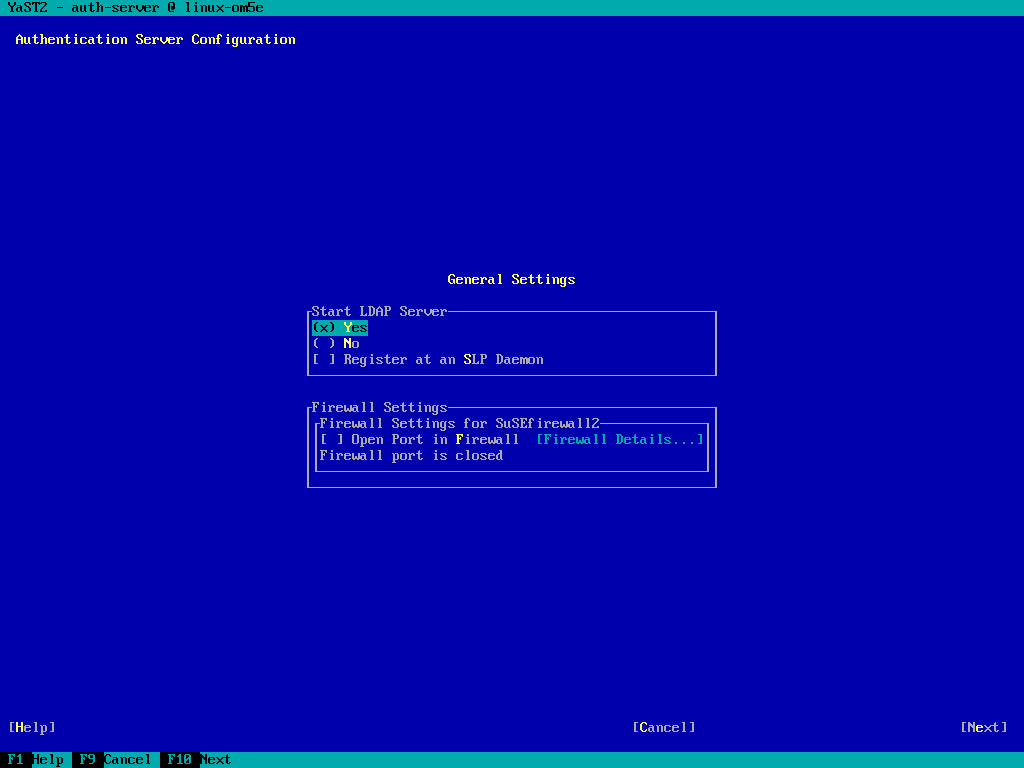 YaST2 - auth-server @ linux-om5e
Authentication Server Configuration
General Settings
Start LDAP Server
(x) Yes
( ) No
[ ] Register at an SLP Daemon
Firewall Settings
Firewall Settings for SuSEfirewall2
[ ] Open Port in Firewall [Firewall Details...]
Firewall port is closed
[Help] [Cancel] [Next]
F1 Help F9 Cancel F10 Next